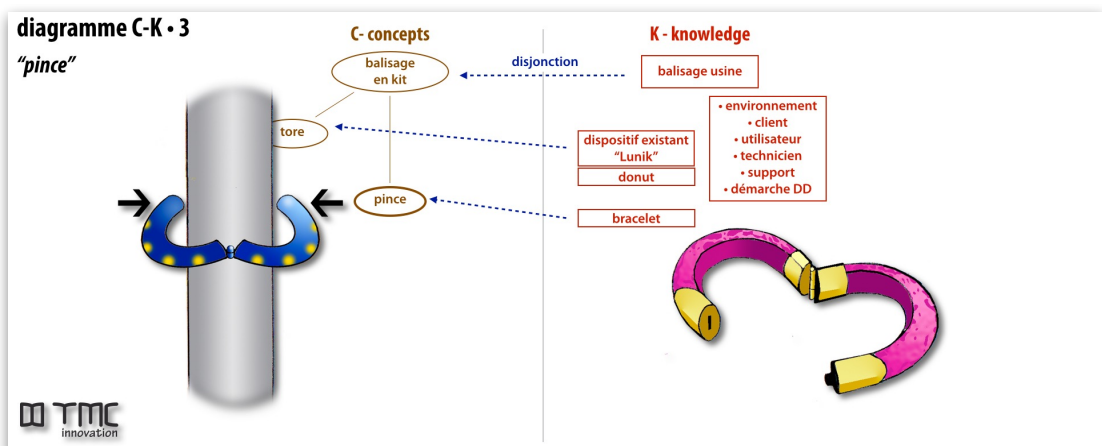 diagramme C-K • 3
“pince”
C- concepts
K - knowledge
balisage
en kit
disjonction
balisage usine
tore
dispositif existant
“Lunik”
donut
• environnement
• client
• utilisateur
• technicien
• support
• démarche DD
pince
bracelet
TMC
innovation